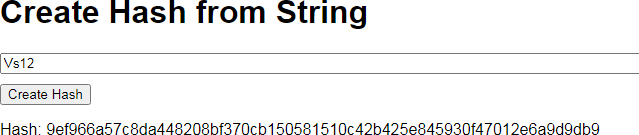 Create Hash from String
Vs12
Create Hash
Hash: 9ef966a57c8da448208bf370cb150581510c42b425e845930f47012e6a9d9db9